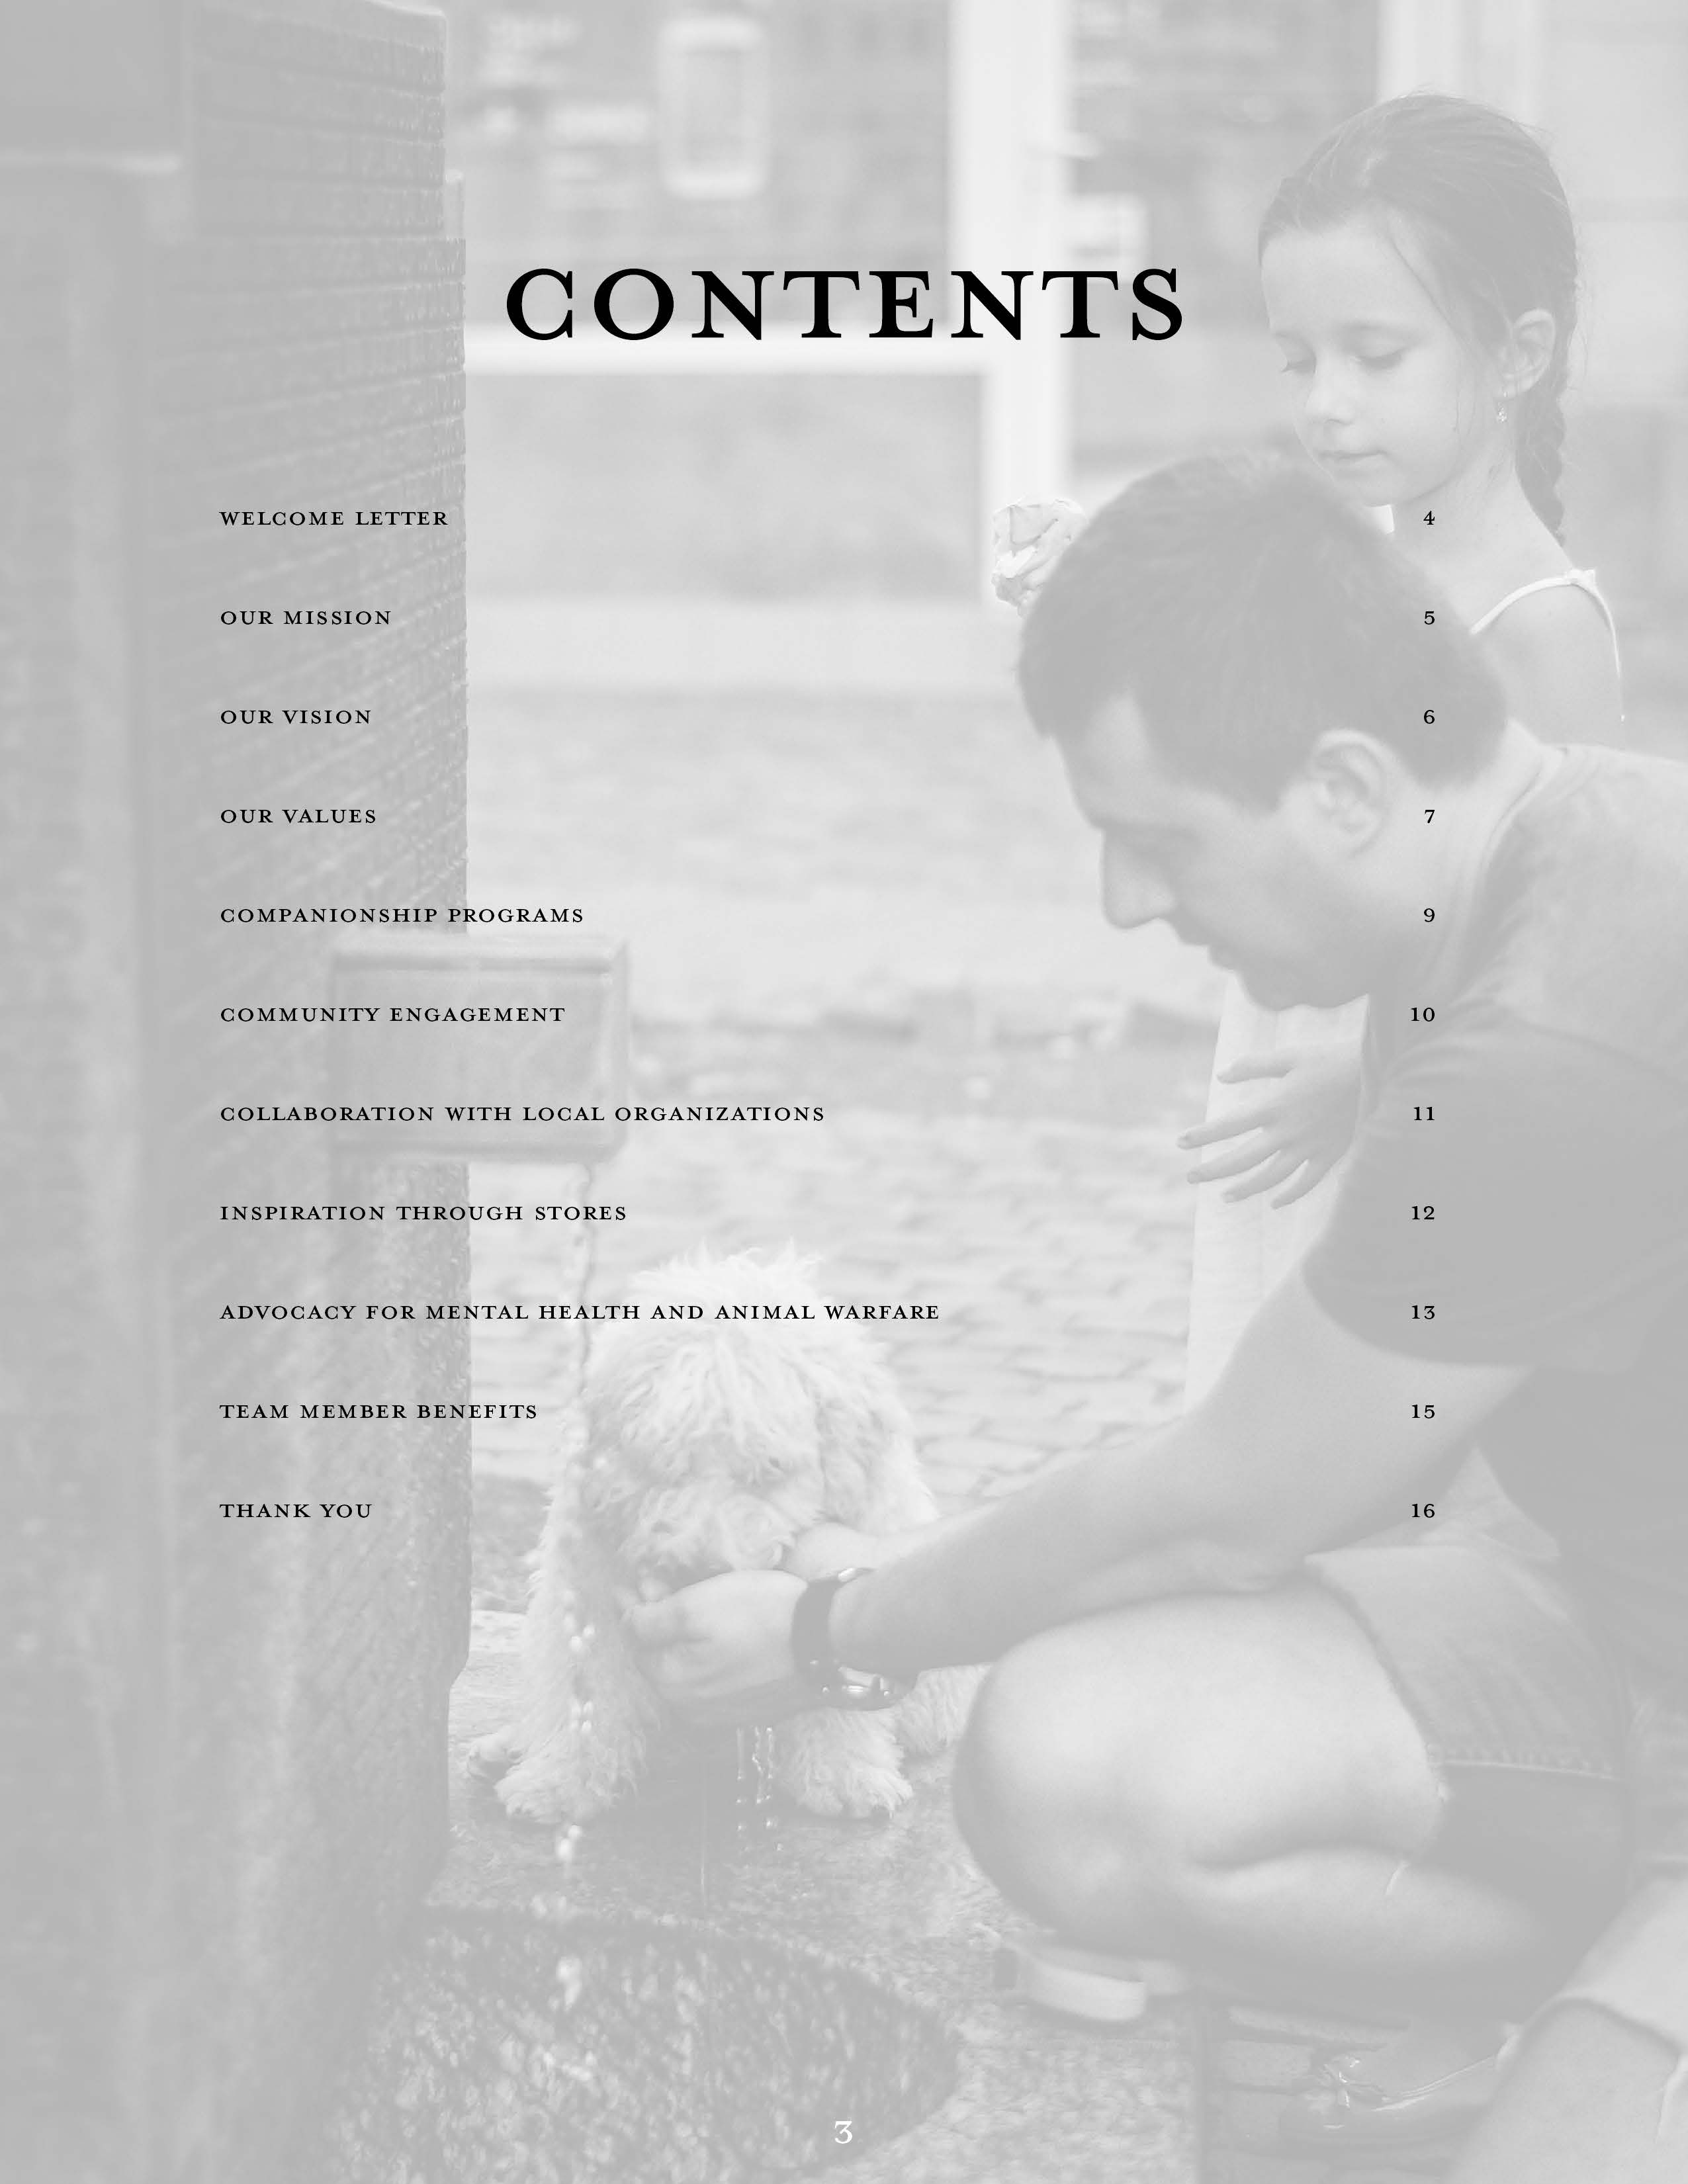 CONTENTS
WELCOME LETTER 4
OUR MISSION 5
OUR VISION 6
OUR VALUES 7
COMPANIONSHIP PROGRAMS 9
COMMUNITY ENGAGEMENT 10
COLLABORATION WITH LOCAL ORGANIZATIONS 11
INSPIRATION THROUGH STORES 12
ADVOCACY FOR MENTAL HEALTH AND ANIMAL WARFARE 13
TEAM MEMBER BENEFITS 15
THANK YOU 16
3